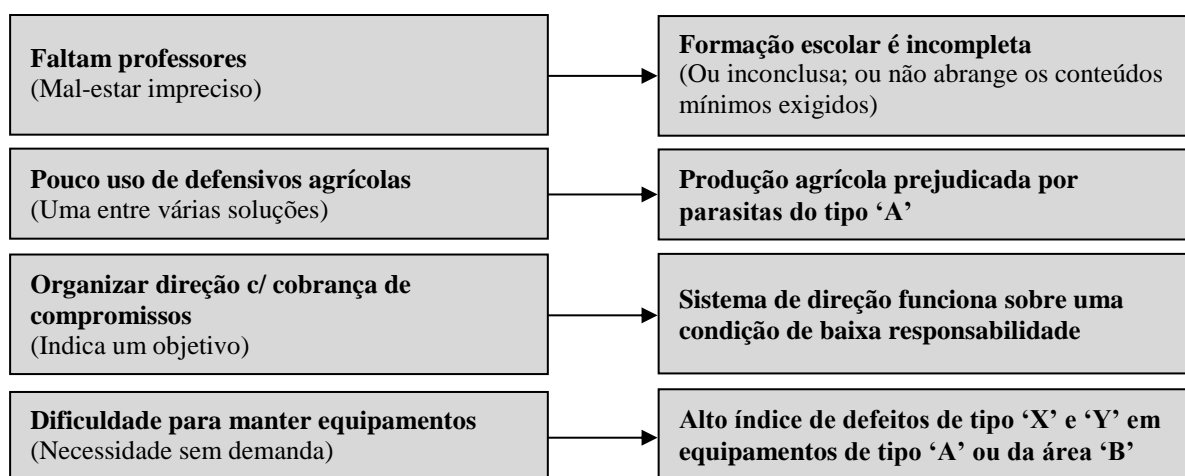 Faltam professores
(Mal-estar impreciso)
Formação escolar é incompleta
(Ou inconclusa; ou não abrange os conteúdos
mínimos exigidos)
Pouco uso de defensivos agrícolas
(Uma entre várias soluções)
Produção agrícola prejudicada por
parasitas do tipo ‘A’
Organizar direção c/ cobrança de
compromissos
(Indica um objetivo)
Sistema de direção funciona sobre uma
condição de baixa responsabilidade
Dificuldade para manter equipamentos
(Necessidade sem demanda)
Alto índice de defeitos de tipo ‘X’ e ‘Y’ em
equipamentos de tipo ‘A’ ou da área ‘B’